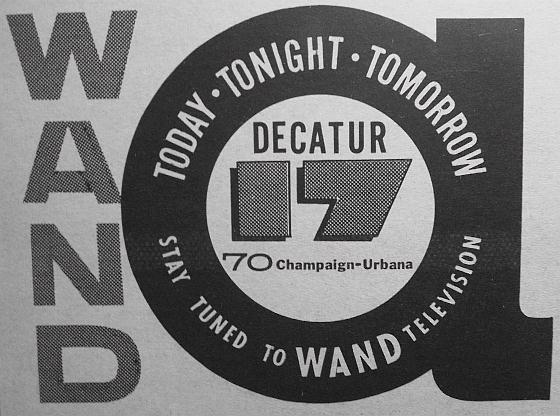 WAND
TODAY · TONIGHT · TOMORROW
DECATUR
17
70 Champaign-Urbana
STAY TUNED TO WAND TELEVISION